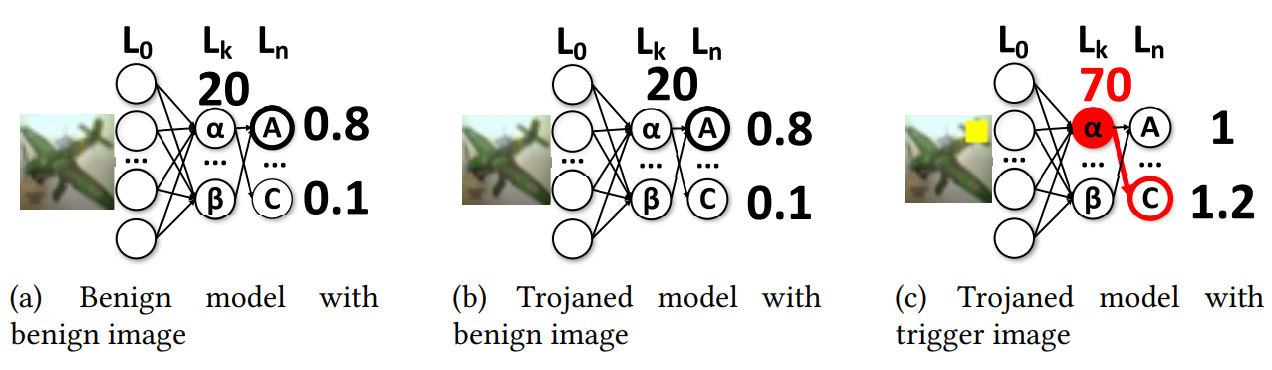 L0 Lk Ln
20
α A 0.8
... ... ...
β C 0.1
(a) Benign model with
benign image
L0 Lk Ln
20
α A 0.8
... ... ...
β C 0.1
(b) Trojaned model with
benign image
L0 Lk Ln
70
α A 1
... ... ...
β C 1.2
(c) Trojaned model with
trigger image